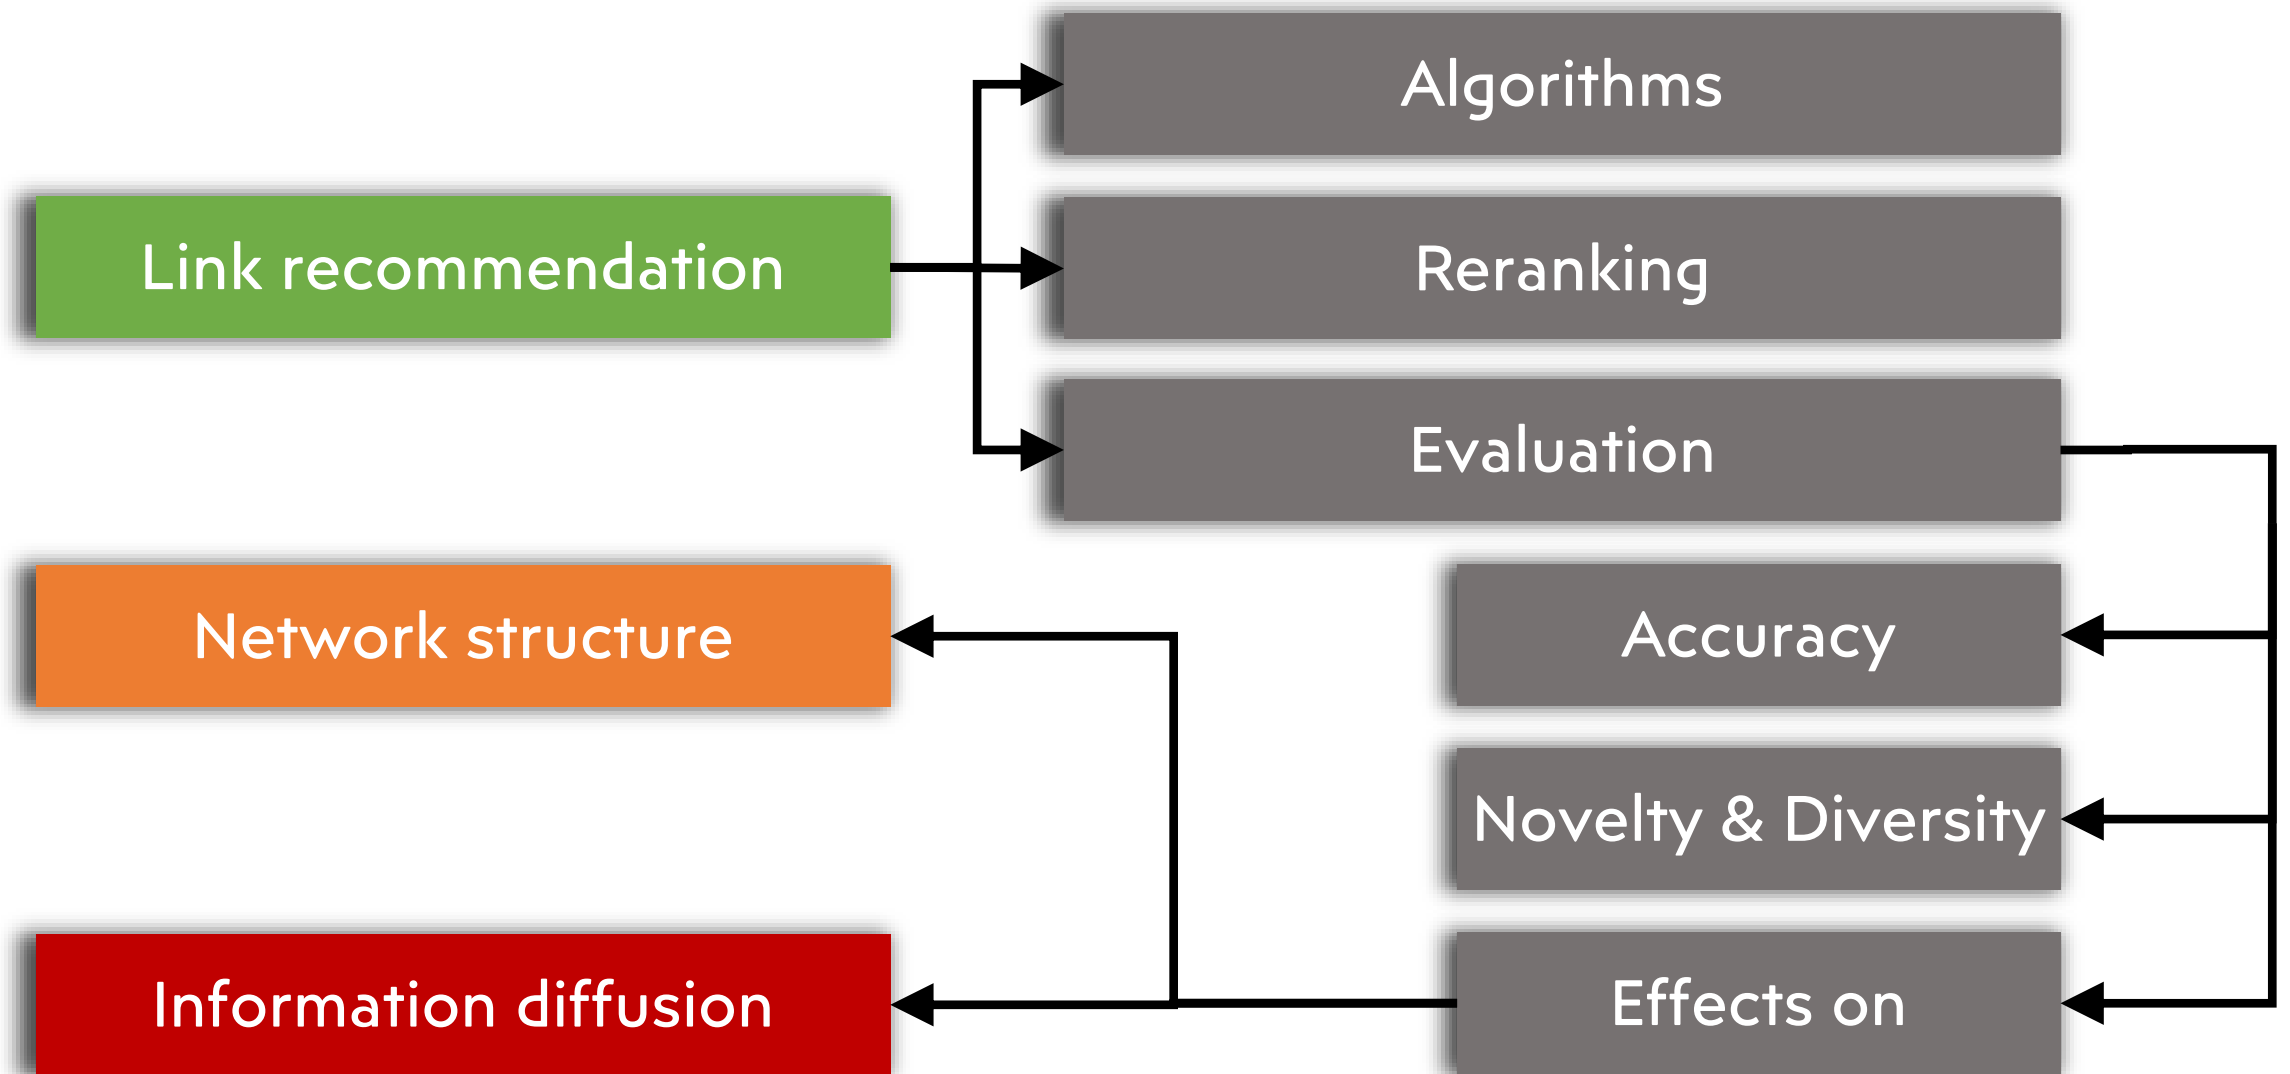 Algorithms
Link recommendation
Reranking
Evaluation
Network structure
Accuracy
Novelty & Diversity
Information diffusion
Effects on